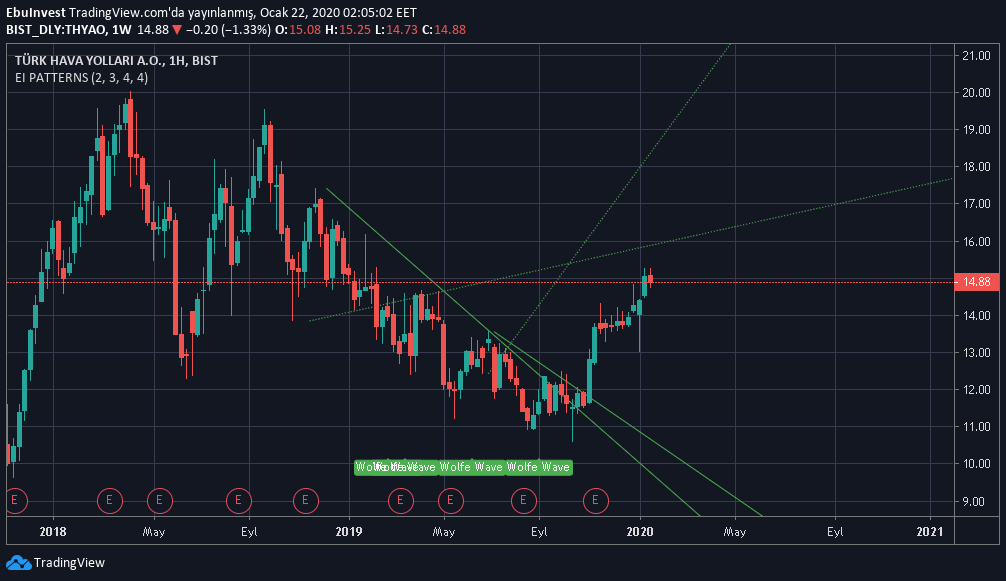 EbuInvest TradingView.com'da yayınlanmış, Ocak 22, 2020 02:05:02 EET
BIST_DLY:THYAO, 1W 14.88 ▼ −0.20 (−1.33%) O:15.08 H:15.25 L:14.73 C:14.88
TÜRK HAVA YOLLARI A.O., 1H, BIST
EI PATTERNS (2, 3, 4, 4)
21.00
20.00
19.00
18.00
17.00
16.00
14.88
14.00
13.00
12.00
11.00
10.00
9.00
Wolfe Wave Wolfe Wave
E E E E E E E E E
2018 May Eyl 2019 May Eyl 2020 May Eyl 2021
TradingView